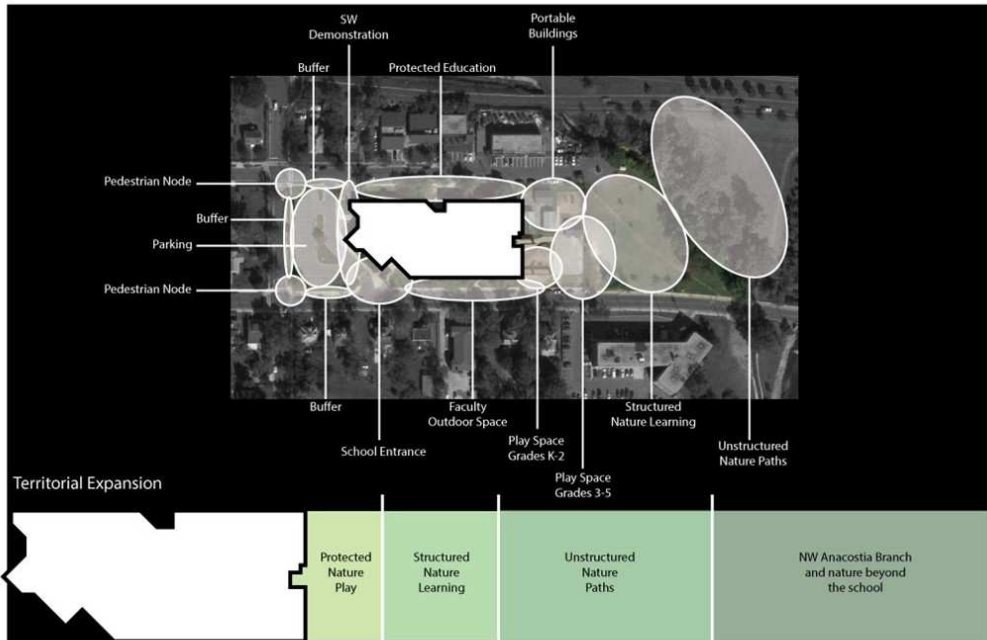 SW
Demonstration
Portable
Buildings
Buffer
Protected Education
Pedestrian Node
Buffer
Parking
Pedestrian Node
Buffer
School Entrance
Faculty
Outdoor Space
Play Space
Grades K-2
Play Space
Grades 3-5
Structured
Nature Learning
Unstructured
Nature Paths
Territorial Expansion
Protected
Nature
Play
Structured
Nature
Learning
Unstructured
Nature
Paths
NW Anacostia Branch
and nature beyond
the school